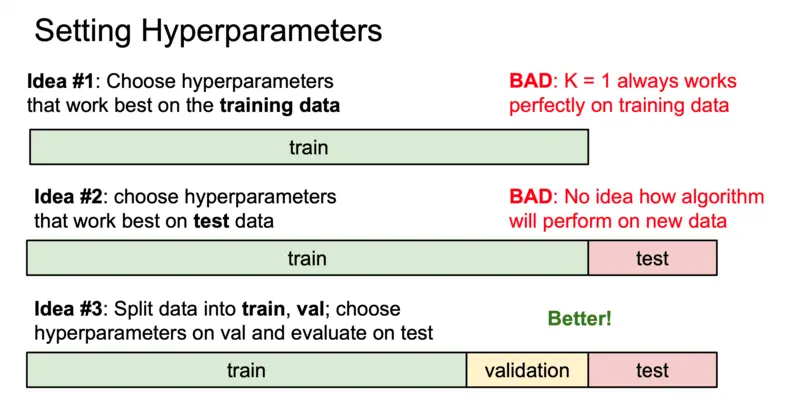 Setting Hyperparameters
Idea #1: Choose hyperparameters
that work best on the training data
BAD: K = 1 always works
perfectly on training data
train
Idea #2: choose hyperparameters
that work best on test data
BAD: No idea how algorithm
will perform on new data
train
test
Idea #3: Split data into train, val; choose
hyperparameters on val and evaluate on test
Better!
train
validation
test